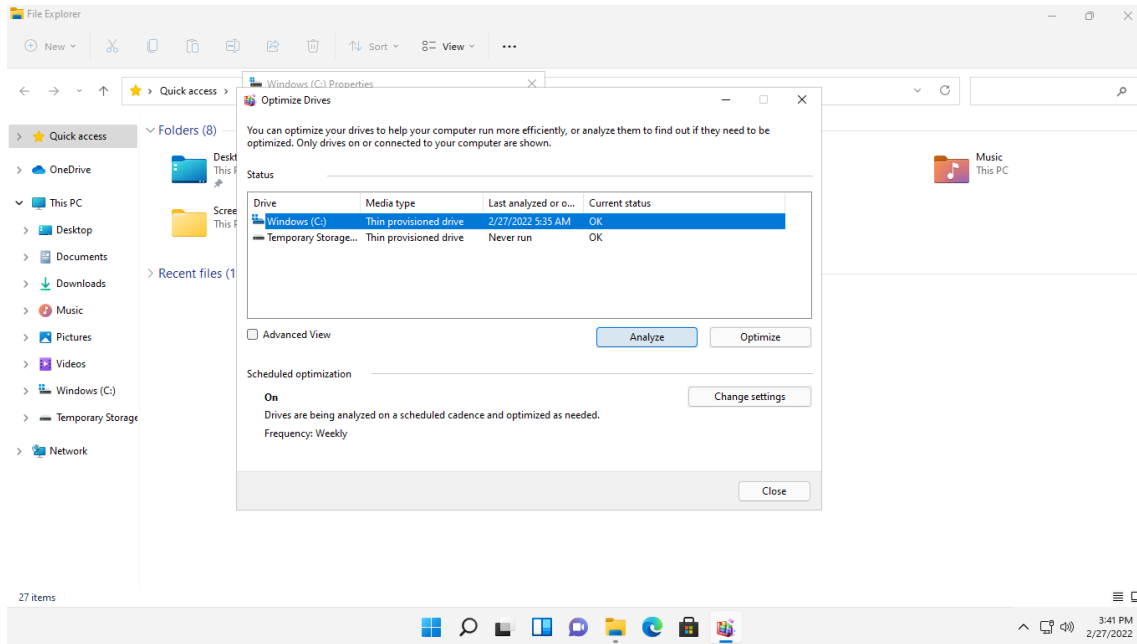 File Explorer
New
Sort
View
Quick access
Windows (C:) Properties
Optimize Drives
You can optimize your drives to help your computer run more efficiently, or analyze them to find out if they need to be
optimized. Only drives on or connected to your computer are shown.
Status
Drive Media type Last analyzed or o... Current status
Windows (C:) Thin provisioned drive 2/27/2022 5:35 AM OK
Temporary Storage... Thin provisioned drive Never run OK
Advanced View
Analyze
Optimize
Scheduled optimization
On
Change settings
Drives are being analyzed on a scheduled cadence and optimized as needed.
Frequency: Weekly
Close
Quick access
OneDrive
This PC
Desktop
Documents
Downloads
Music
Pictures
Videos
Windows (C:)
Temporary Storage
Network
Folders (8)
Deskt
This P
Scree
This P
Music
This PC
Recent files (1
27 items
3:41 PM
2/27/202